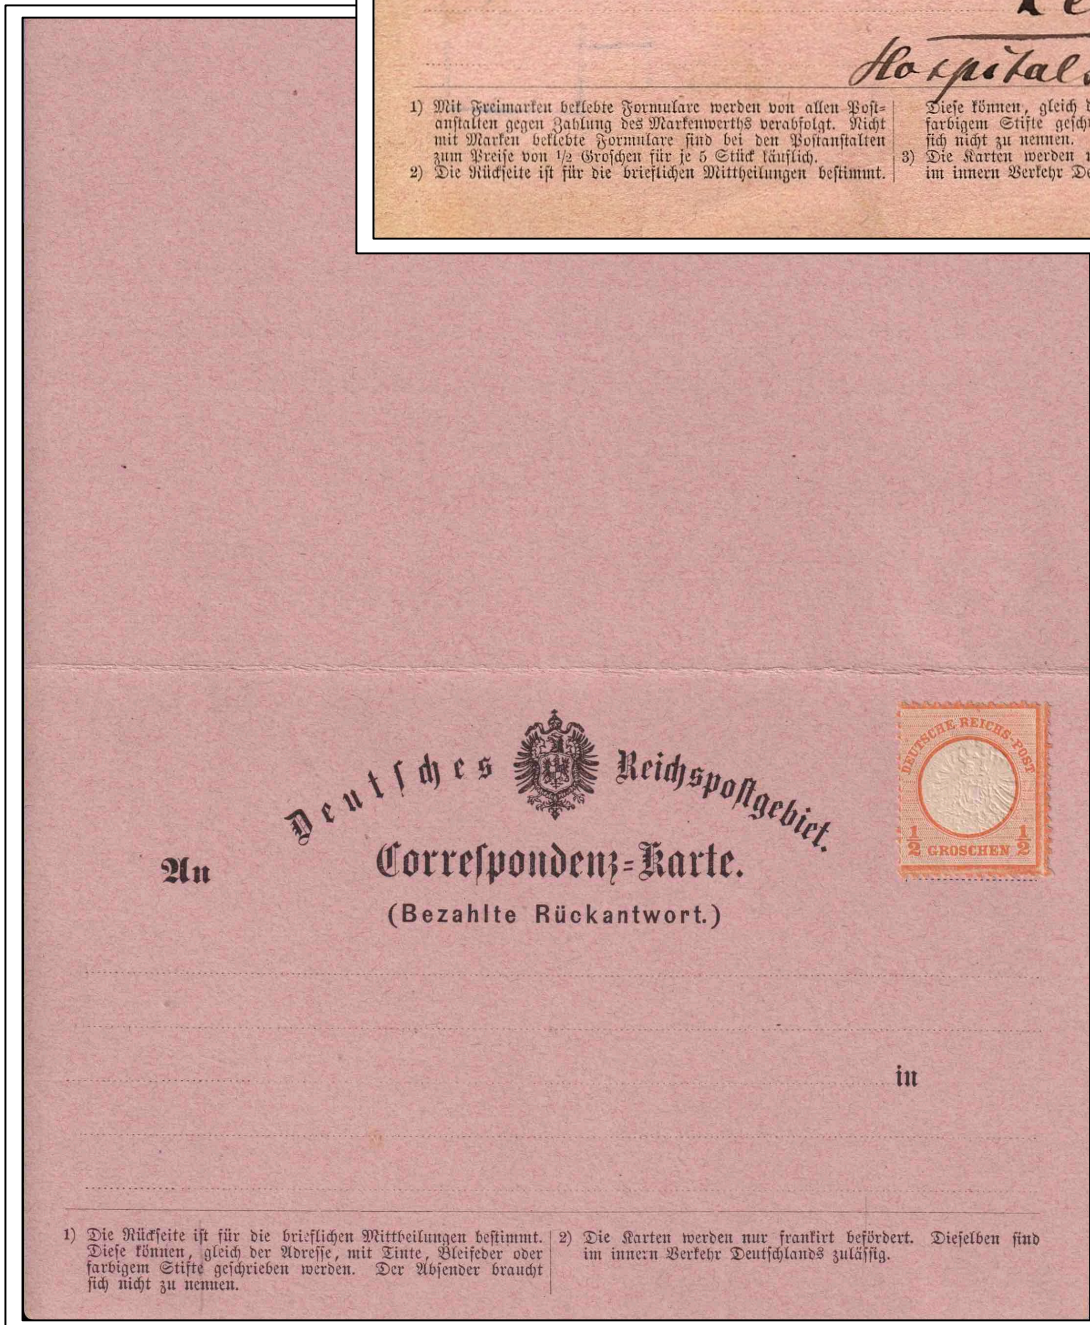 Hospital
1) Mit Freimarken beklebte Formulare werden von allen Post=
anstalten gegen Zahlung des Markenwerths verabfolgt. Nicht
mit Marken beklebte Formulare sind bei den Postanstalten
zum Preise von 1/2 Groschen für je 5 Stück käuflich.
2) Die Rückseite ist für die brieflichen Mittheilungen bestimmt.
Diese können, gleich
farbigem Stifte
sich nicht zu nennen.
3) Die Karten werden
im innern Verkehr
Deutsches Reichspostgebiet.
DEUTSCHE REICHS-POST
1/2 GROSCHEN 1/2
An
Correspondenz=Karte.
(Bezahlte Rückantwort.)
in
1) Die Rückseite ist für die brieflichen Mittheilungen bestimmt.
Diese können, gleich der Adresse, mit Tinte, Bleifeder oder
farbigem Stifte geschrieben werden. Der Absender braucht
sich nicht zu nennen.
2) Die Karten werden nur frankirt befördert. Dieselben sind
im innern Verkehr Deutschlands zulässig.